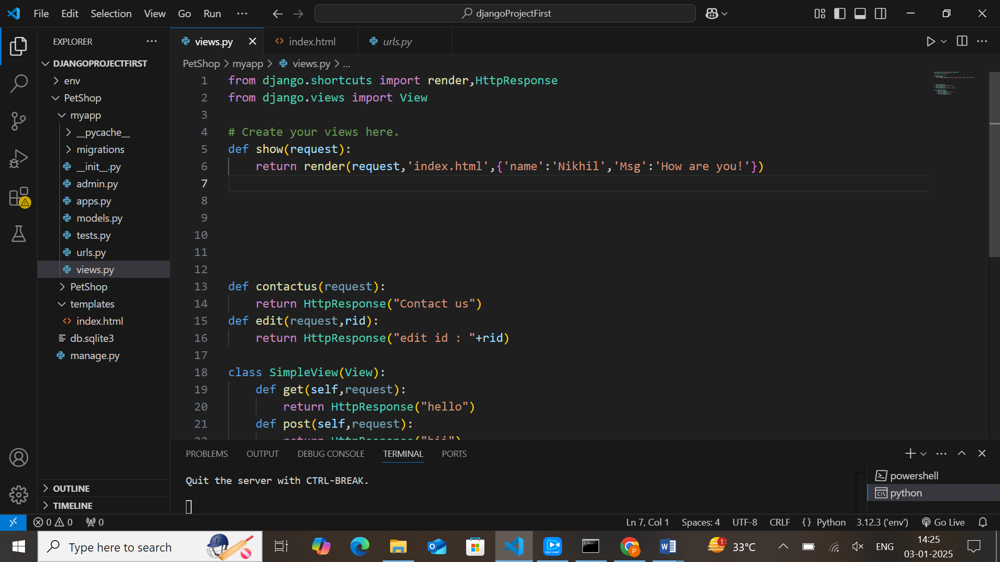 File Edit Selection View Go Run ...
djangoProjectFirst
EXPLORER
DJANGOPROJECTFIRST
env
PetShop
myapp
__pycache__
migrations
__init__.py
admin.py
apps.py
models.py
tests.py
urls.py
views.py
PetShop
templates
index.html
db.sqlite3
manage.py
OUTLINE
TIMELINE
views.py index.html urls.py
PetShop > myapp > views.py > ...
1 from django.shortcuts import render,HttpResponse
2 from django.views import View
3
4 # Create your views here.
5 def show(request):
6     return render(request,'index.html',{'name':'Nikhil','Msg':'How are you!'})
7
8
9
10
11
12
13 def contactus(request):
14     return HttpResponse("Contact us")
15 def edit(request,rid):
16     return HttpResponse("edit id : "+rid)
17
18 class SimpleView(View):
19     def get(self,request):
20         return HttpResponse("hello")
21     def post(self,request):
22         return HttpResponse("hii")
PROBLEMS OUTPUT DEBUG CONSOLE TERMINAL PORTS
Quit the server with CTRL-BREAK.
powershell
python
0 0 0 Ln 7, Col 1 Spaces: 4 UTF-8 CRLF {} Python 3.12.3 ('env') Go Live
Type here to search
1 33°C ENG
14:25
03-01-2025